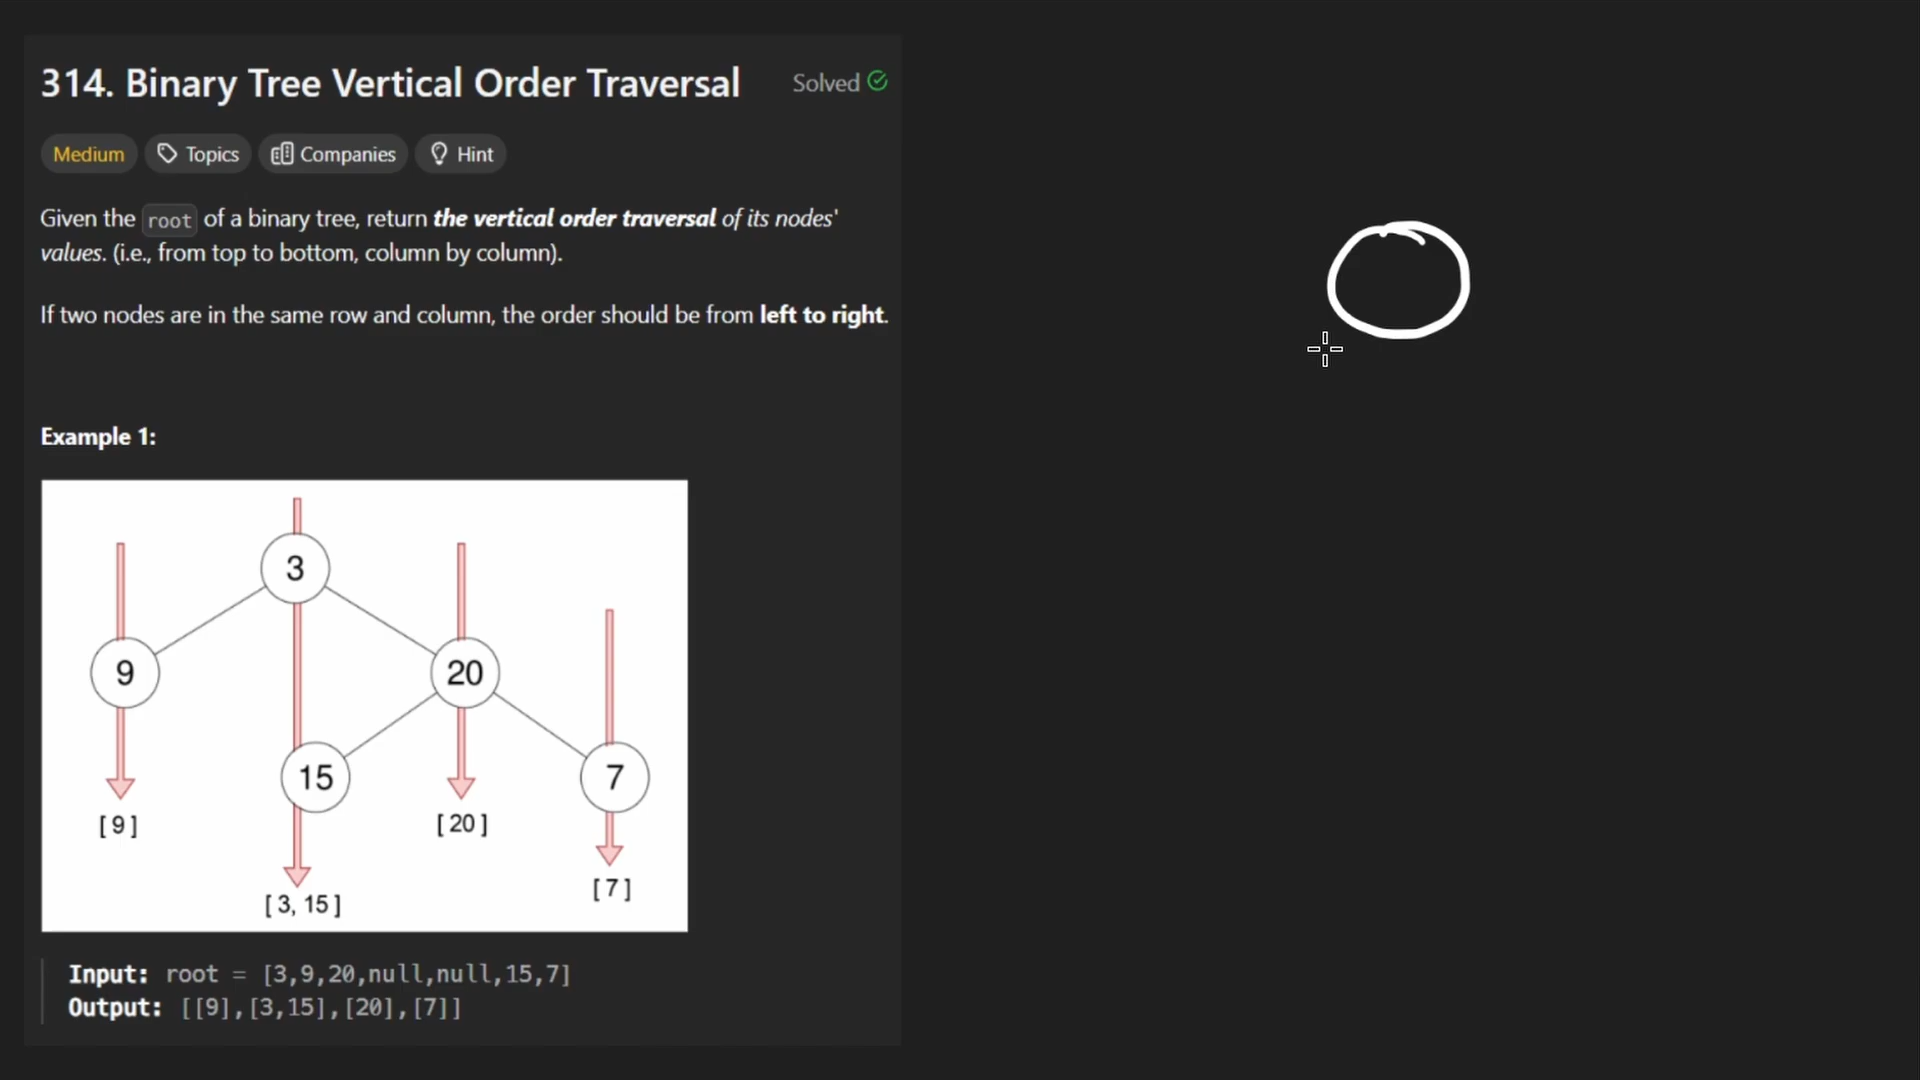 314. Binary Tree Vertical Order Traversal
Solved
Medium
Topics
Companies
Hint
Given the root of a binary tree, return the vertical order traversal of its nodes'
values. (i.e., from top to bottom, column by column).
If two nodes are in the same row and column, the order should be from left to right.
Example 1:
3
9
20
15
7
[ 9 ]
[ 20 ]
[ 7 ]
[ 3, 15 ]
Input: root = [3,9,20,null,null,15,7]
Output: [[9],[3,15],[20],[7]]